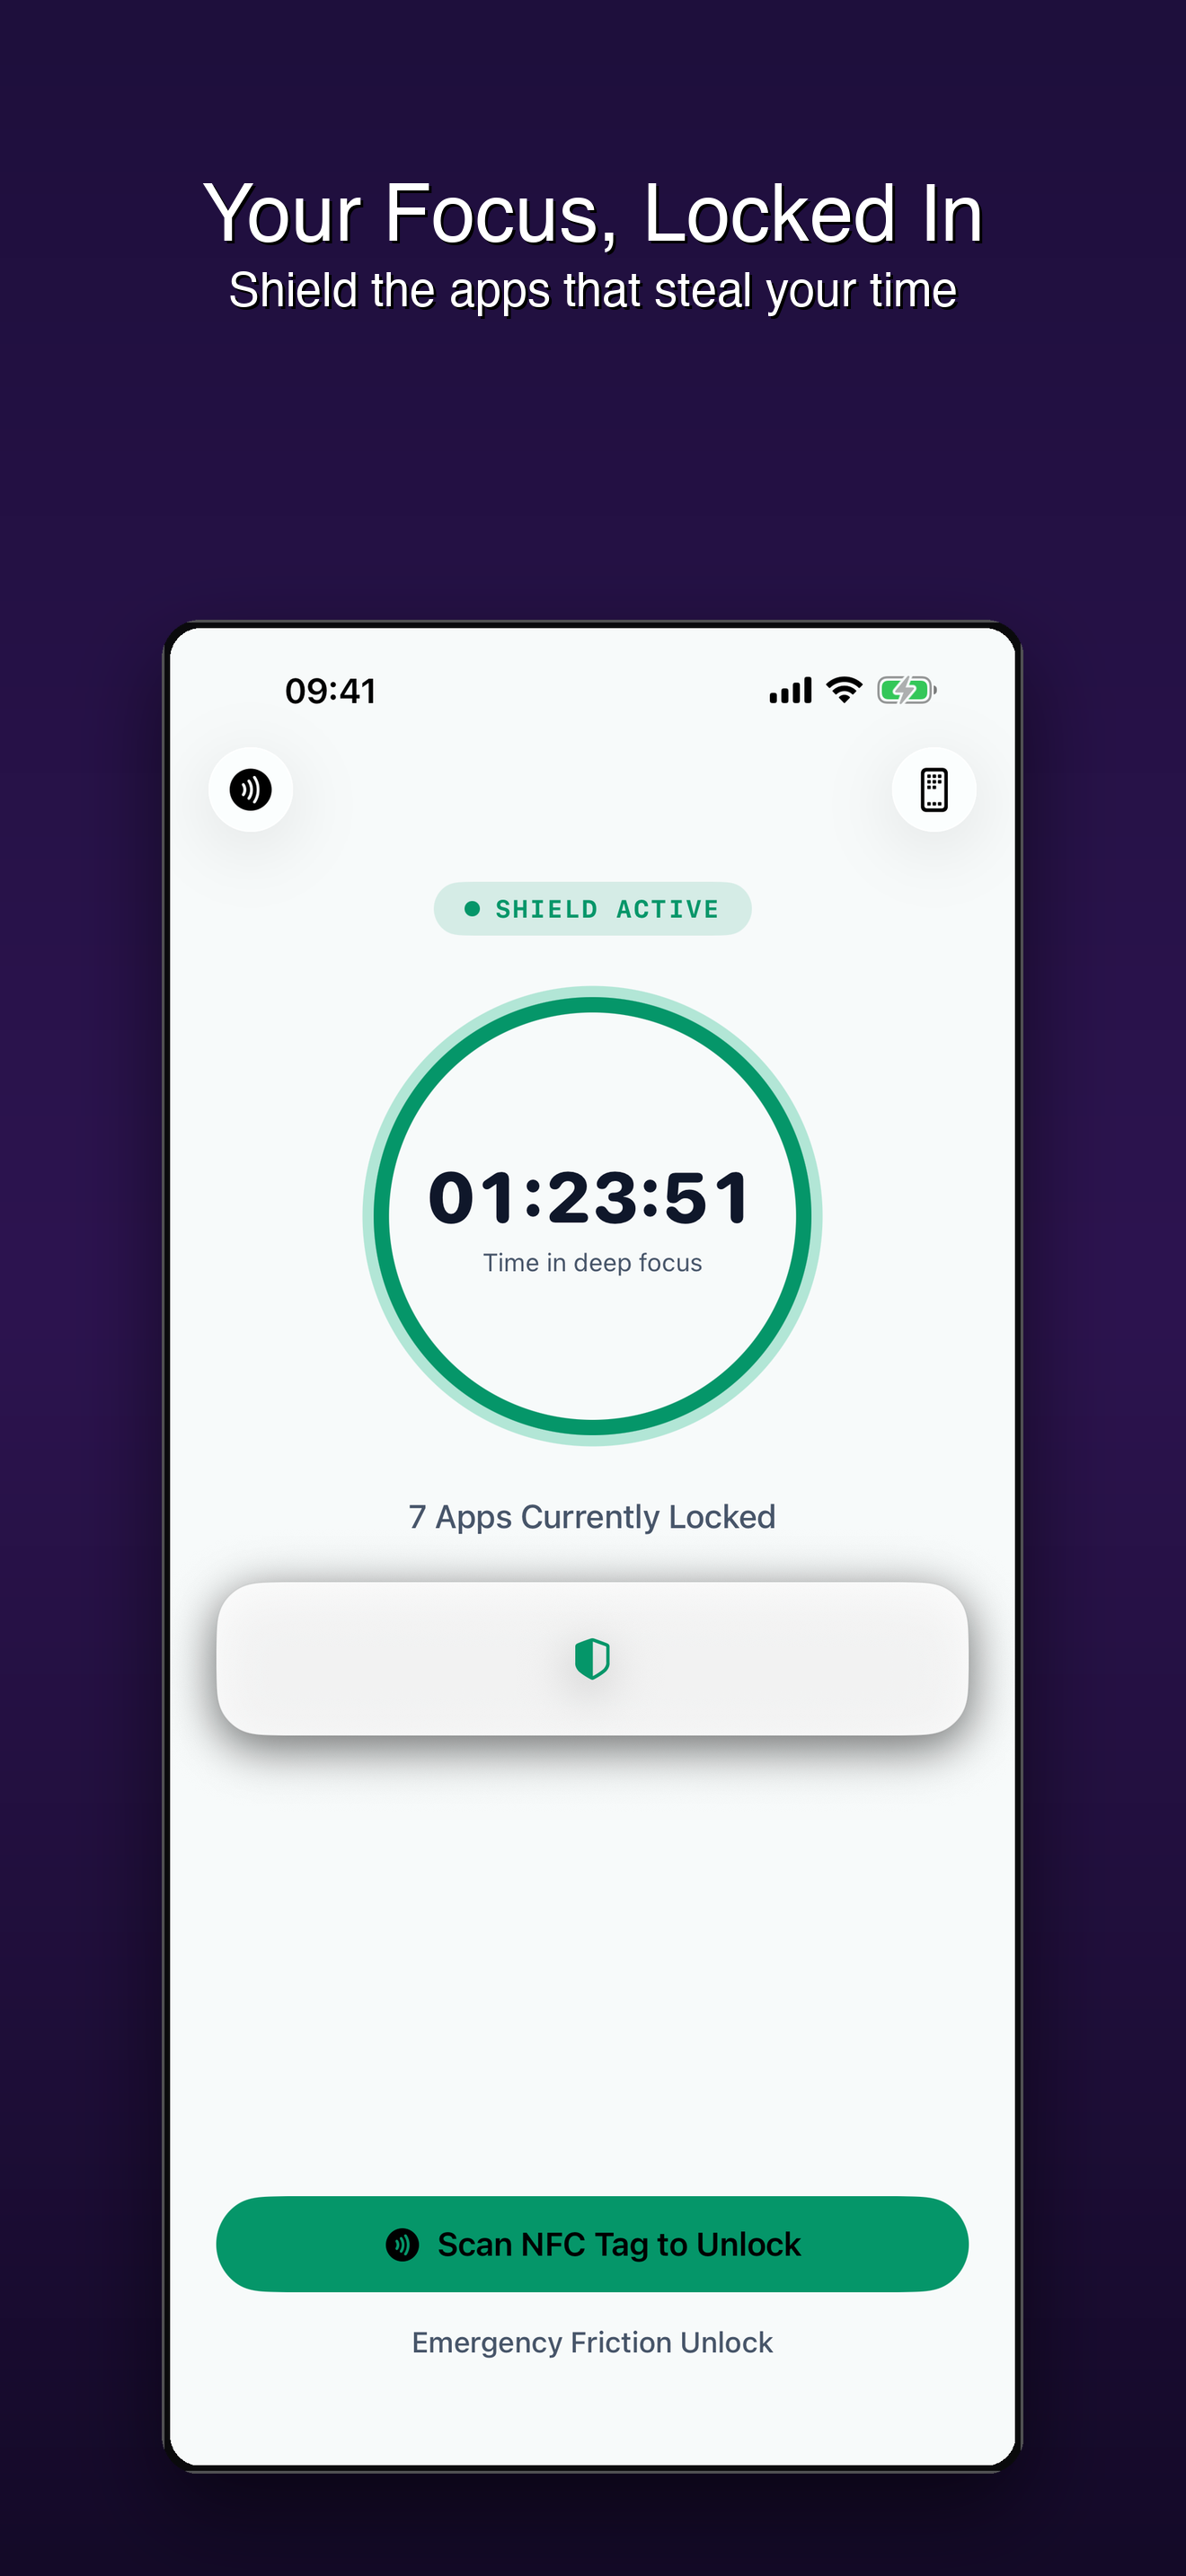 Your Focus, Locked In
Shield the apps that steal your time
09:41
SHIELD ACTIVE
01:23:51
Time in deep focus
7 Apps Currently Locked
Scan NFC Tag to Unlock
Emergency Friction Unlock